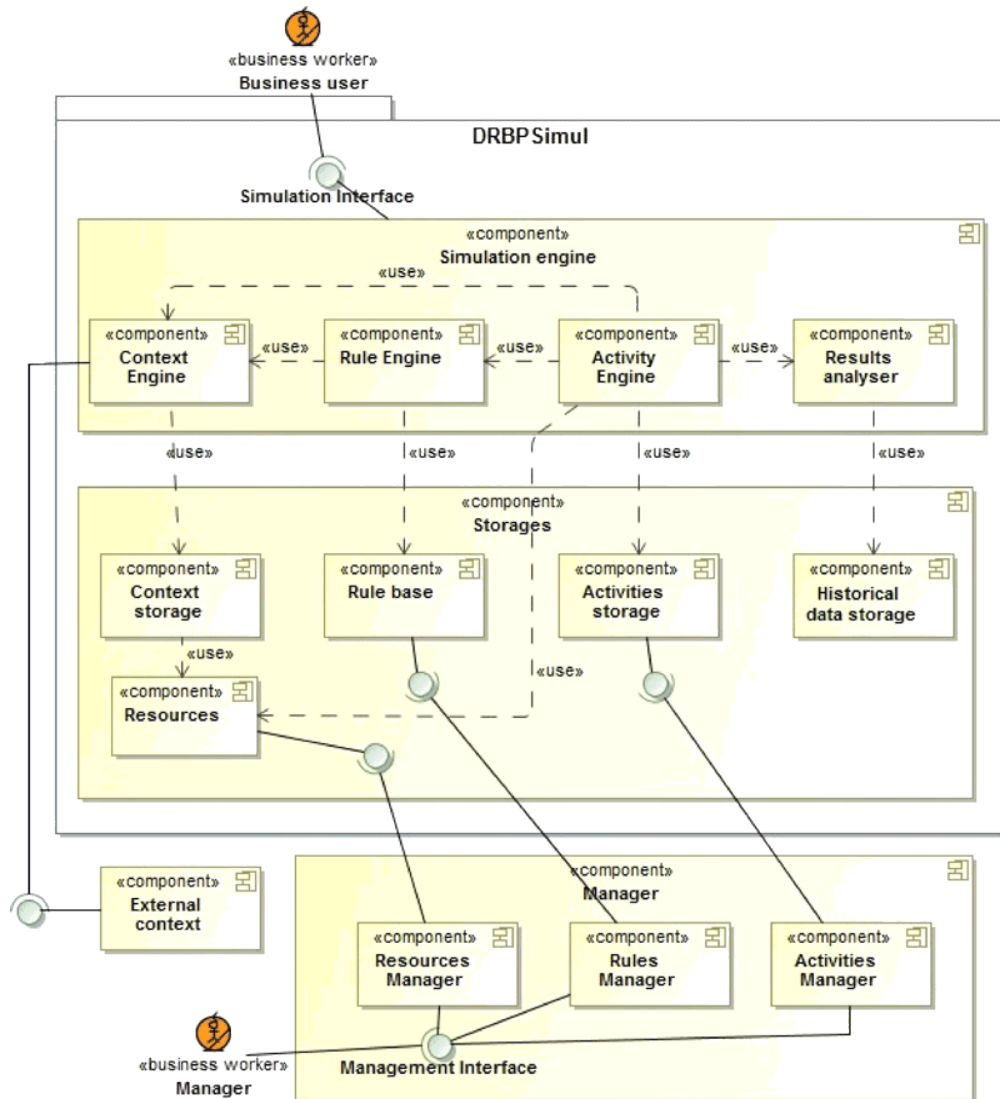 «business worker»
Business user
DRBPSimul
Simulation Interface
«component»
Simulation engine
«use»
«component»
Context
Engine
«use»
«component»
Rule Engine
«use»
«component»
Activity
Engine
«use»
«component»
Results
analyser
«use»
«use»
«use»
«use»
«component»
Storages
«component»
Context
storage
«component»
Rule base
«component»
Activities
storage
«component»
Historical
data storage
«use»
«use»
«component»
Resources
«component»
External
context
«component»
Manager
«component»
Resources
Manager
«component»
Rules
Manager
«component»
Activities
Manager
«business worker»
Manager
Management Interface